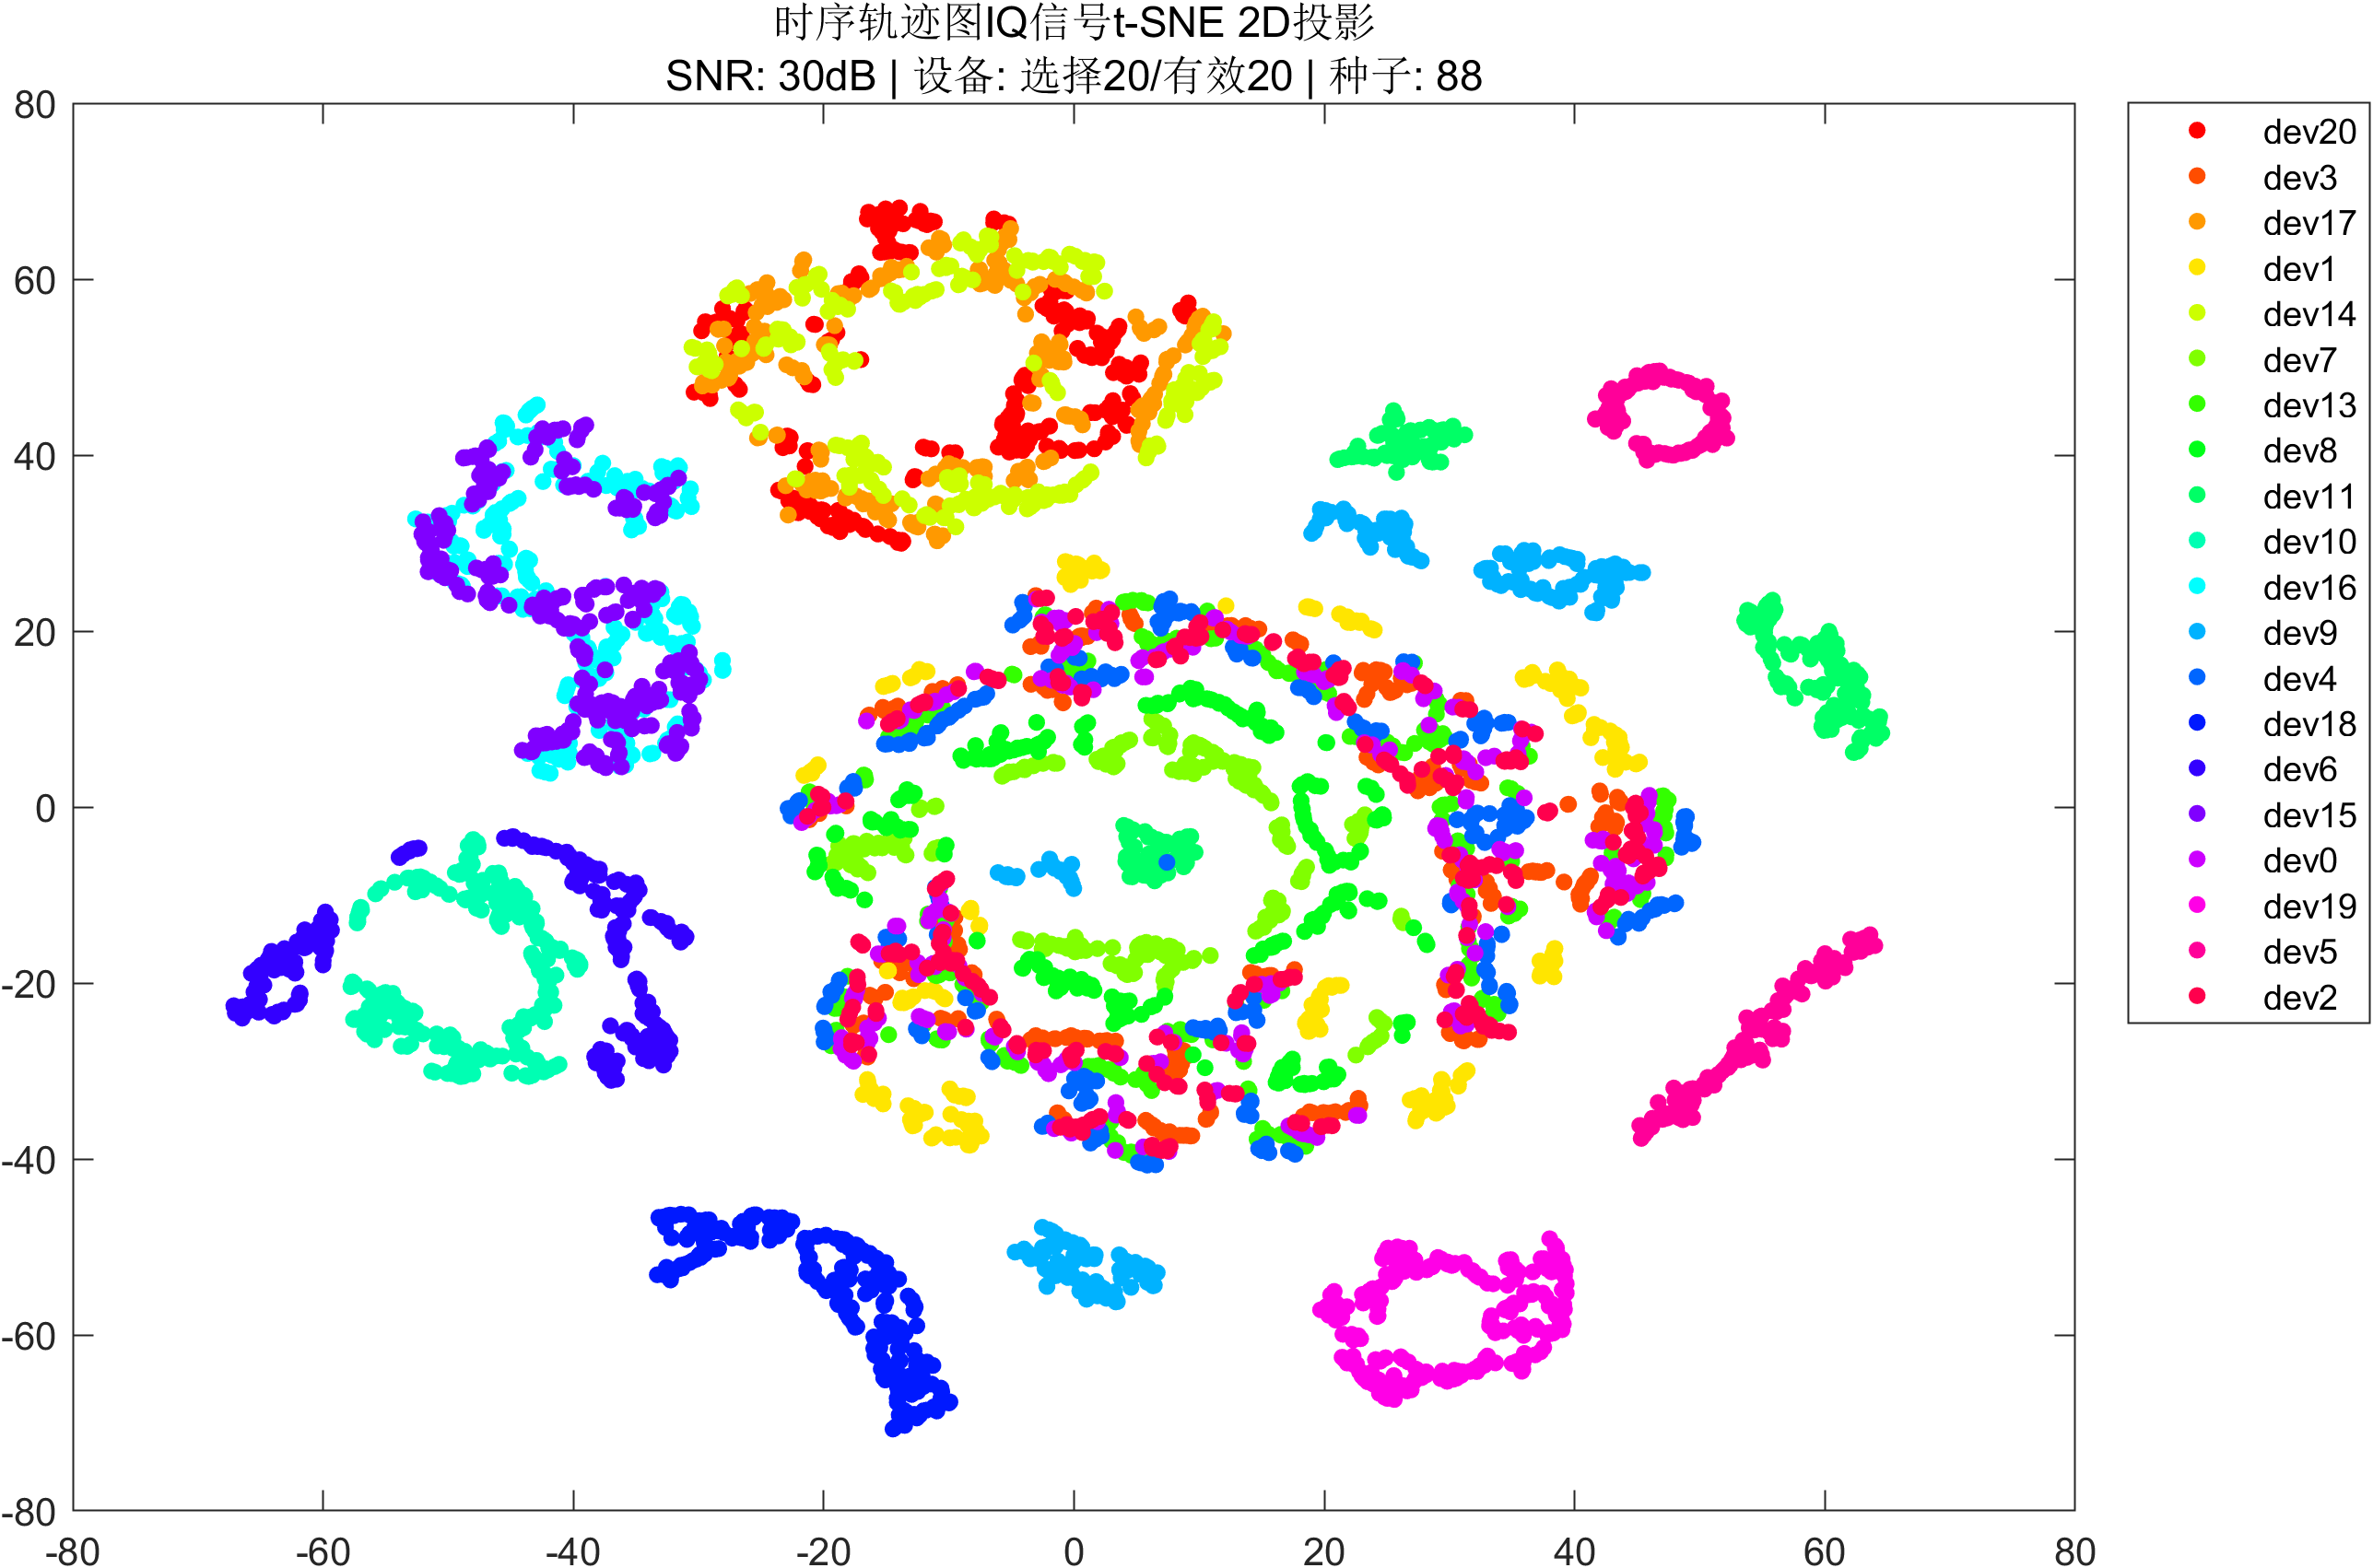 时序轨迹图IQ信号t-SNE 2D投影
SNR: 30dB | 设备: 选择20/有效20 | 种子: 88
80
60
40
20
0
-20
-40
-60
-80
-80
-60
-40
-20
0
20
40
60
80
dev20
dev3
dev17
dev1
dev14
dev7
dev13
dev8
dev11
dev10
dev16
dev9
dev4
dev18
dev6
dev15
dev0
dev19
dev5
dev2